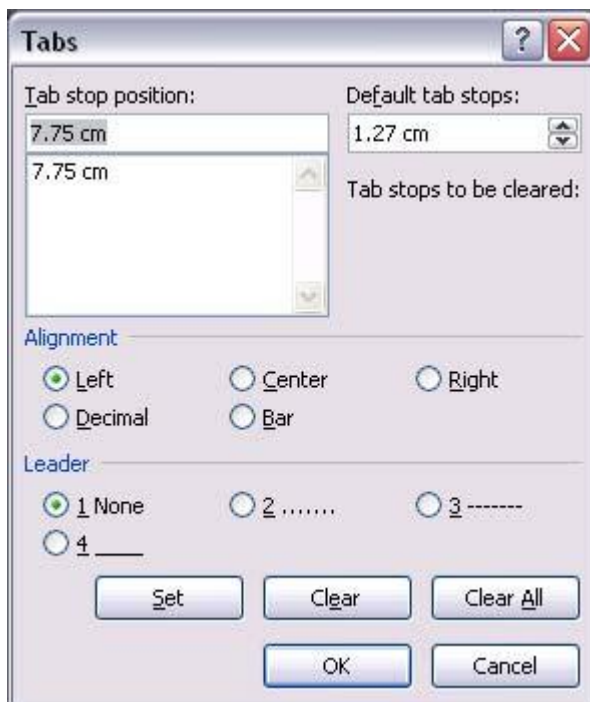 Tabs
Tab stop position: Default tab stops:
7.75 cm 1.27 cm
7.75 cm
Tab stops to be cleared:
Alignment
Left Center Right
Decimal Bar
Leader
1 None 2 ....... 3 -------
4 ____
Set Clear Clear All
OK Cancel